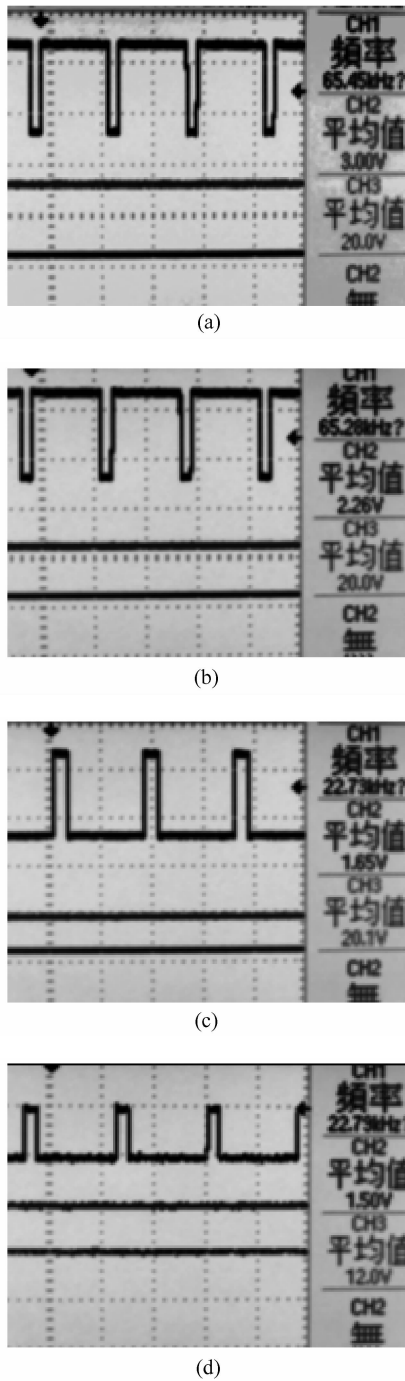 CH1
頻率
65.45kHz?
CH2
平均值
3.00V
CH3
平均值
20.0V
CH2
無
(a)
CH1
頻率
65.28kHz?
CH2
平均值
2.26V
CH3
平均值
20.0V
CH2
無
(b)
CH1
頻率
22.73kHz?
CH2
平均值
1.65V
CH3
平均值
20.1V
CH2
無
(c)
CH1
頻率
22.79kHz?
CH2
平均值
1.50V
CH3
平均值
12.0V
CH2
無
(d)